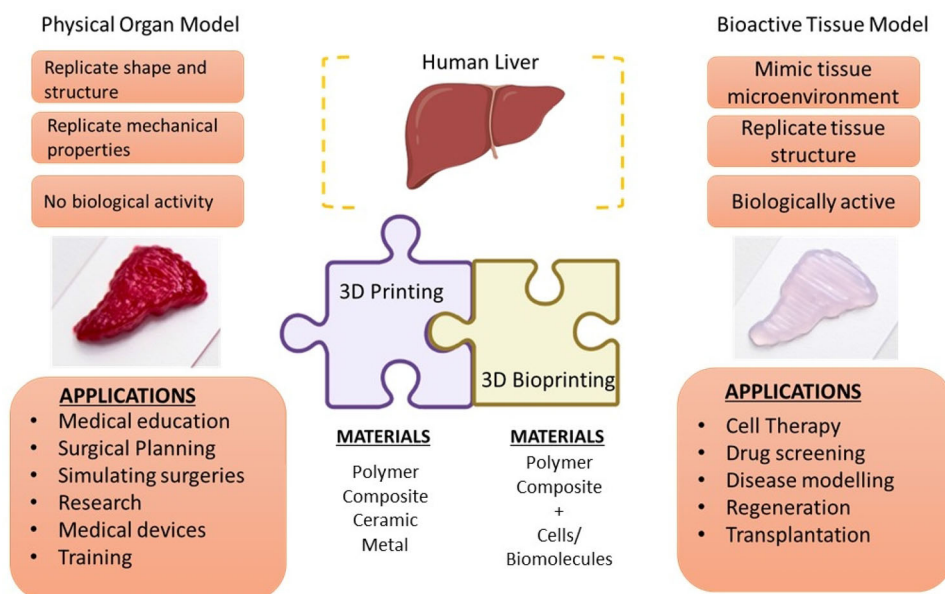 Physical Organ Model
Replicate shape and
structure
Replicate mechanical
properties
No biological activity
APPLICATIONS
• Medical education
• Surgical Planning
• Simulating surgeries
• Research
• Medical devices
• Training
Human Liver
3D Printing
3D Bioprinting
MATERIALS
Polymer
Composite
Ceramic
Metal
MATERIALS
Polymer
Composite
+
Cells/
Biomolecules
Bioactive Tissue Model
Mimic tissue
microenvironment
Replicate tissue
structure
Biologically active
APPLICATIONS
• Cell Therapy
• Drug screening
• Disease modelling
• Regeneration
• Transplantation